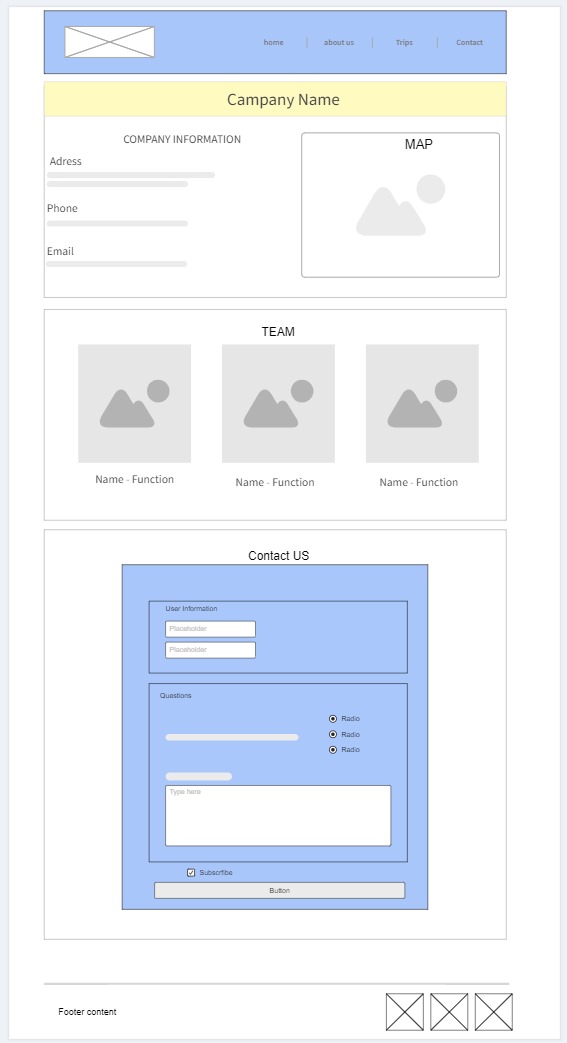 home
about us
Trips
Contact
Campany Name
COMPANY INFORMATION
MAP
Adress
Phone
Email
TEAM
Name - Function
Name - Function
Name - Function
Contact US
User Information
Placeholder
Placeholder
Questions
Radio
Radio
Radio
Type here
Subscrfibe
Button
Footer content